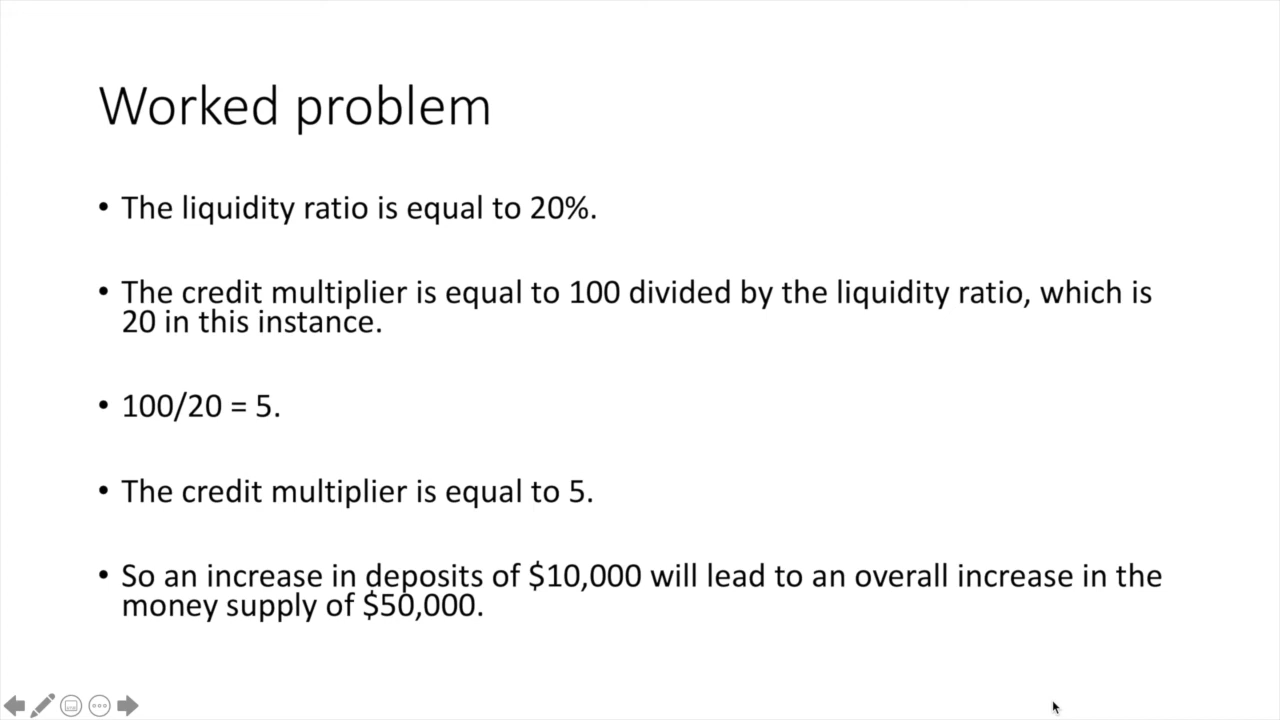 Worked problem
• The liquidity ratio is equal to 20%.
• The credit multiplier is equal to 100 divided by the liquidity ratio, which is
20 in this instance.
• 100/20 = 5.
• The credit multiplier is equal to 5.
• So an increase in deposits of $10,000 will lead to an overall increase in the
money supply of $50,000.